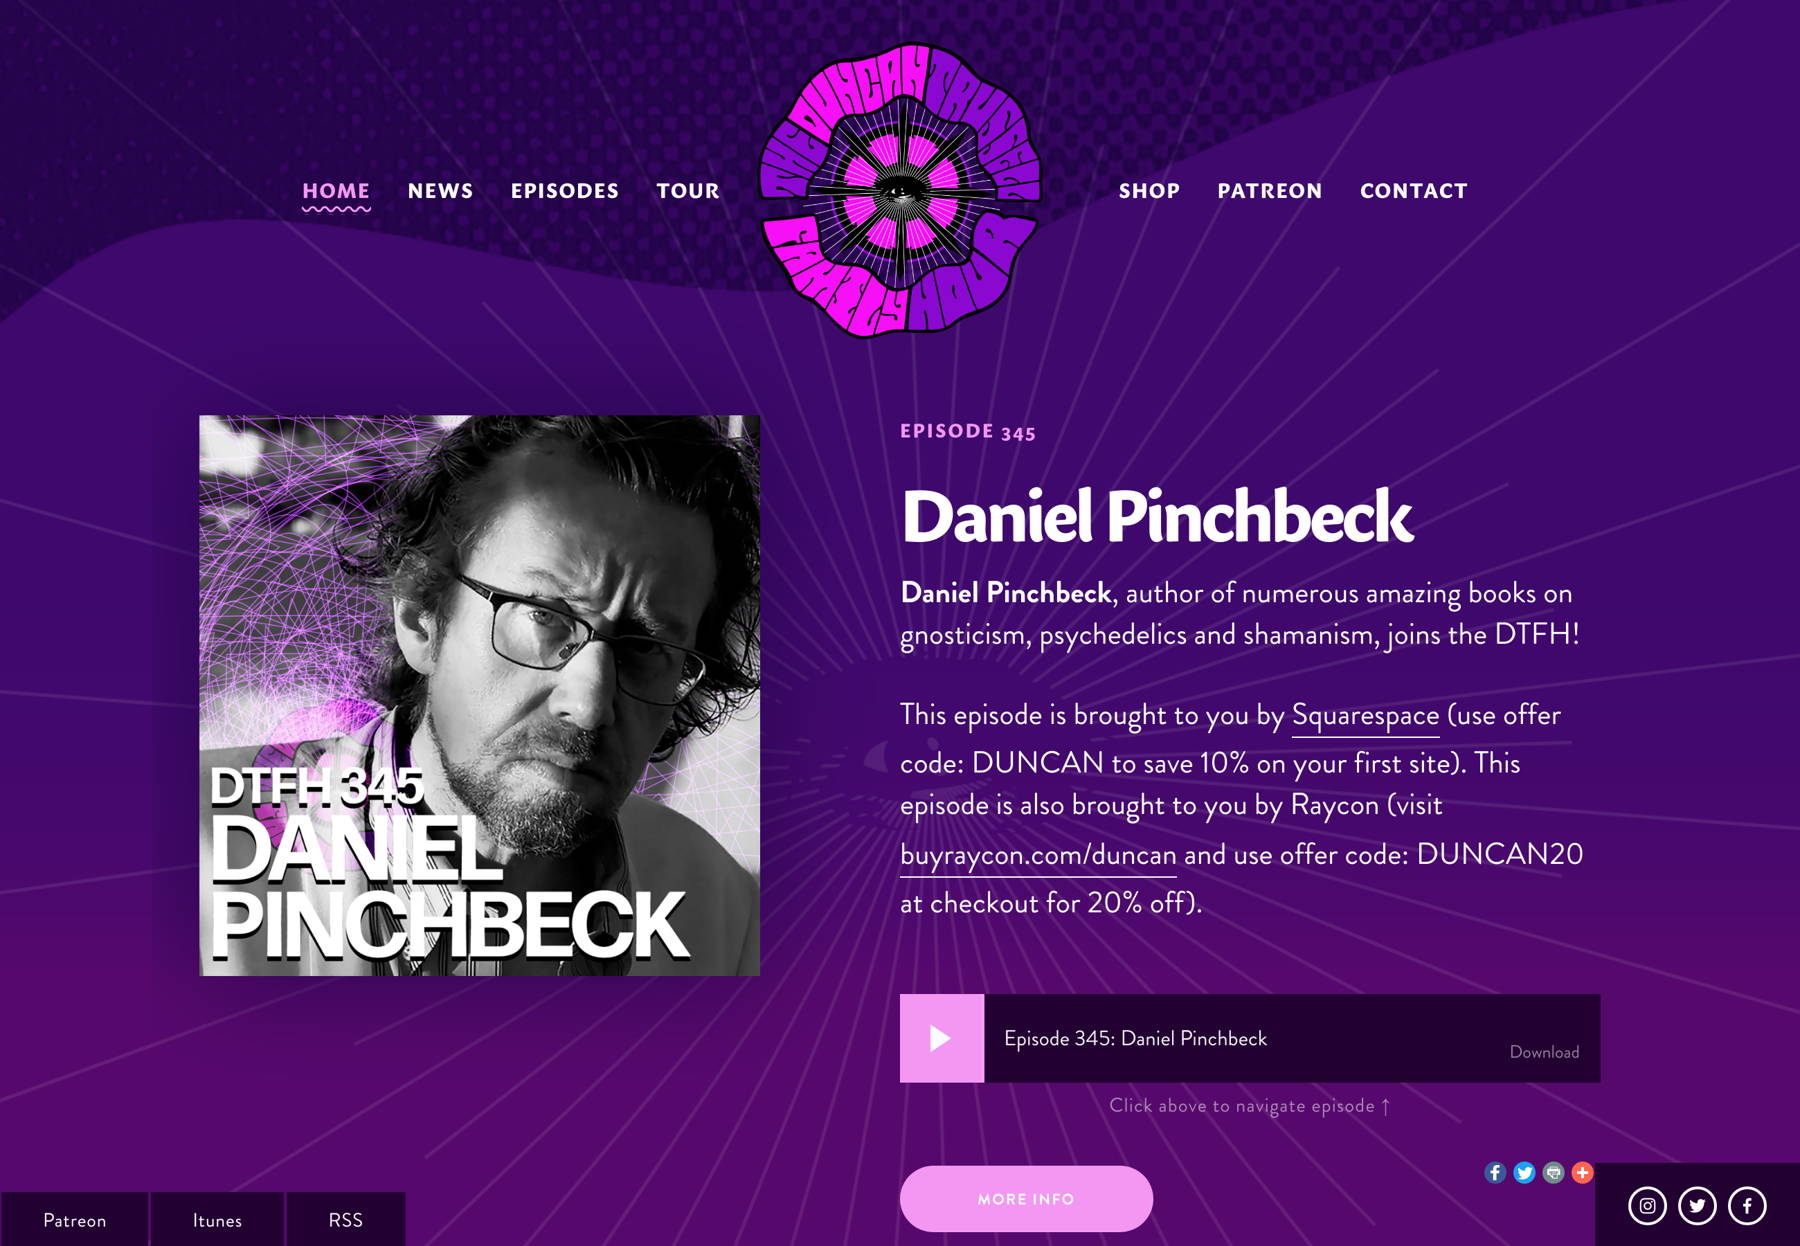 HOME
NEWS
EPISODES
TOUR
THE DUNCAN TRUSSELL
FAMILY HOUR
SHOP
PATREON
CONTACT
DTFH 345
DANIEL
PINCHBECK
EPISODE 345
Daniel Pinchbeck
Daniel Pinchbeck, author of numerous amazing books on
gnosticism, psychedelics and shamanism, joins the DTFH!
This episode is brought to you by Squarespace (use offer
code: DUNCAN to save 10% on your first site). This
episode is also brought to you by Raycon (visit
buyraycon.com/duncan and use offer code: DUNCAN20
at checkout for 20% off).
Episode 345: Daniel Pinchbeck
Download
Click above to navigate episode ↑
MORE INFO
Patreon
Itunes
RSS